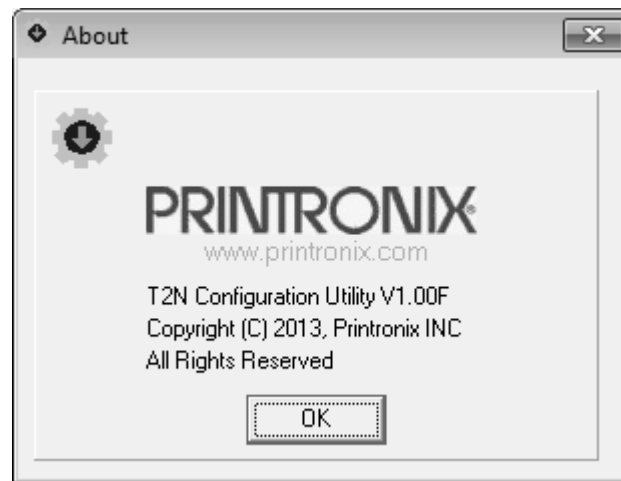 About
PRINTRONIX®
www.printronix.com
T2N Configuration Utility V1.00F
Copyright (C) 2013, Printronix INC
All Rights Reserved
OK